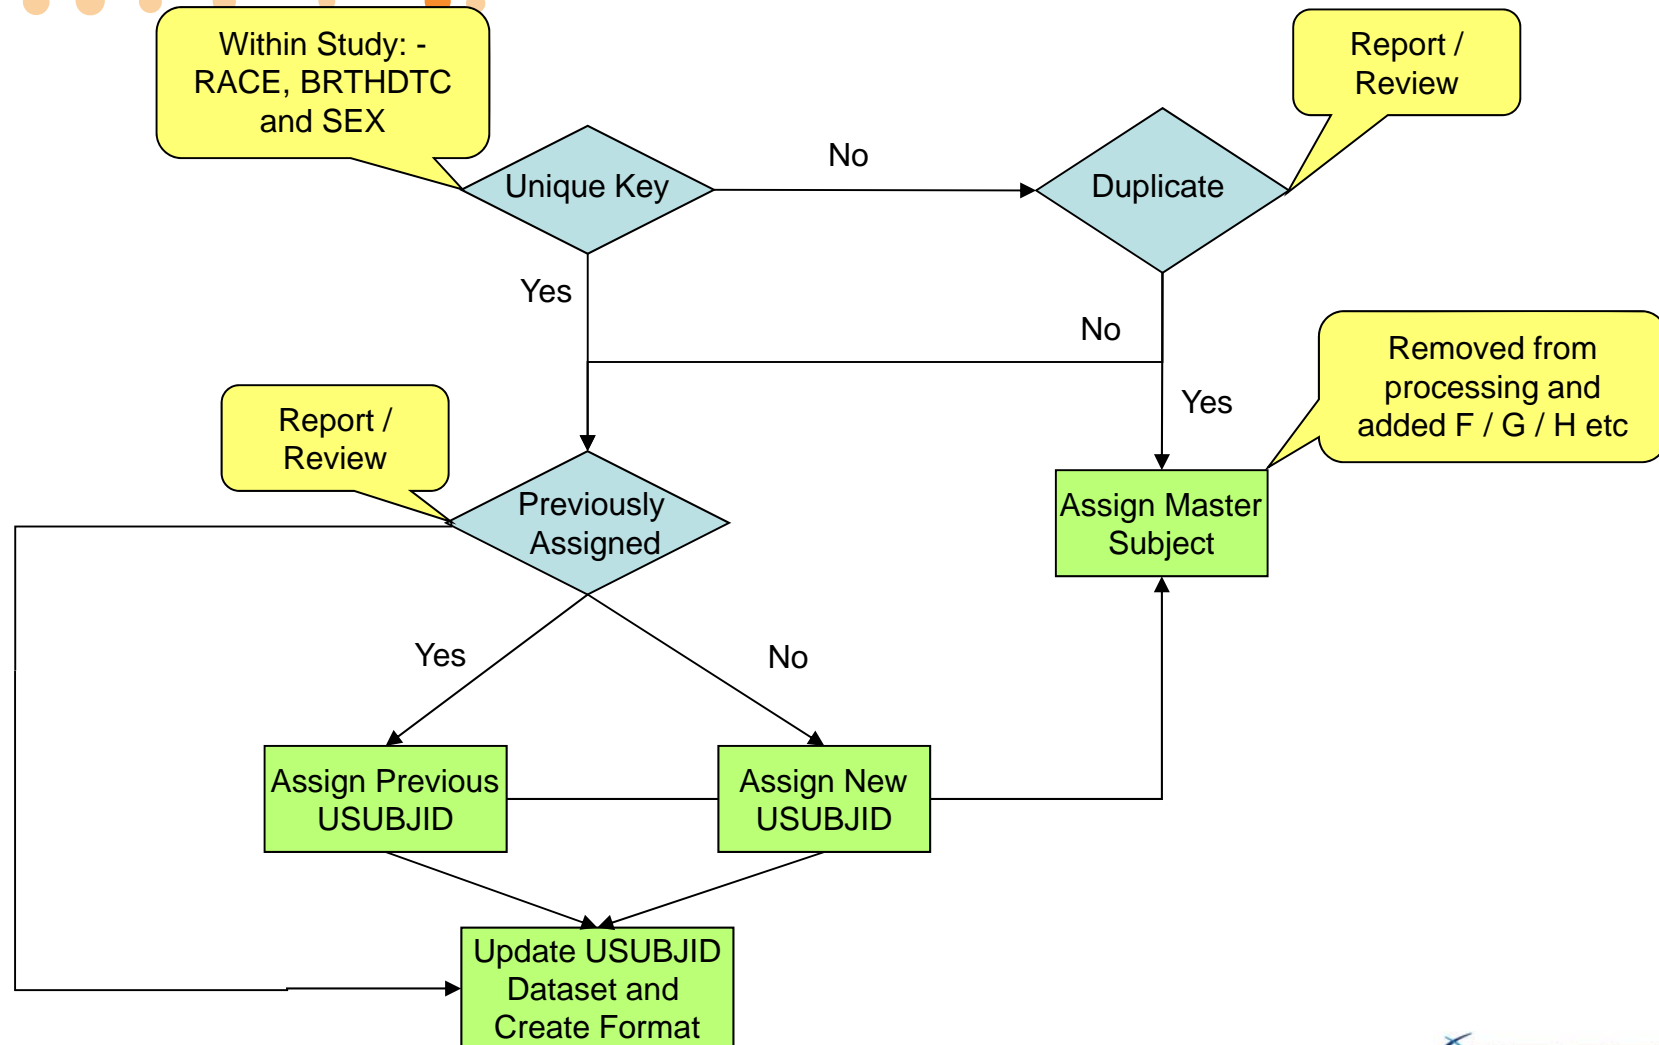 Within Study: -
RACE, BRTHDTC
and SEX
Report /
Review
Unique Key
No
Duplicate
Yes
No
Removed from
processing and
added F / G / H etc
Yes
Report /
Review
Previously
Assigned
Assign Master
Subject
Yes
No
Assign Previous
USUBJID
Assign New
USUBJID
Update USUBJID
Dataset and
Create Format